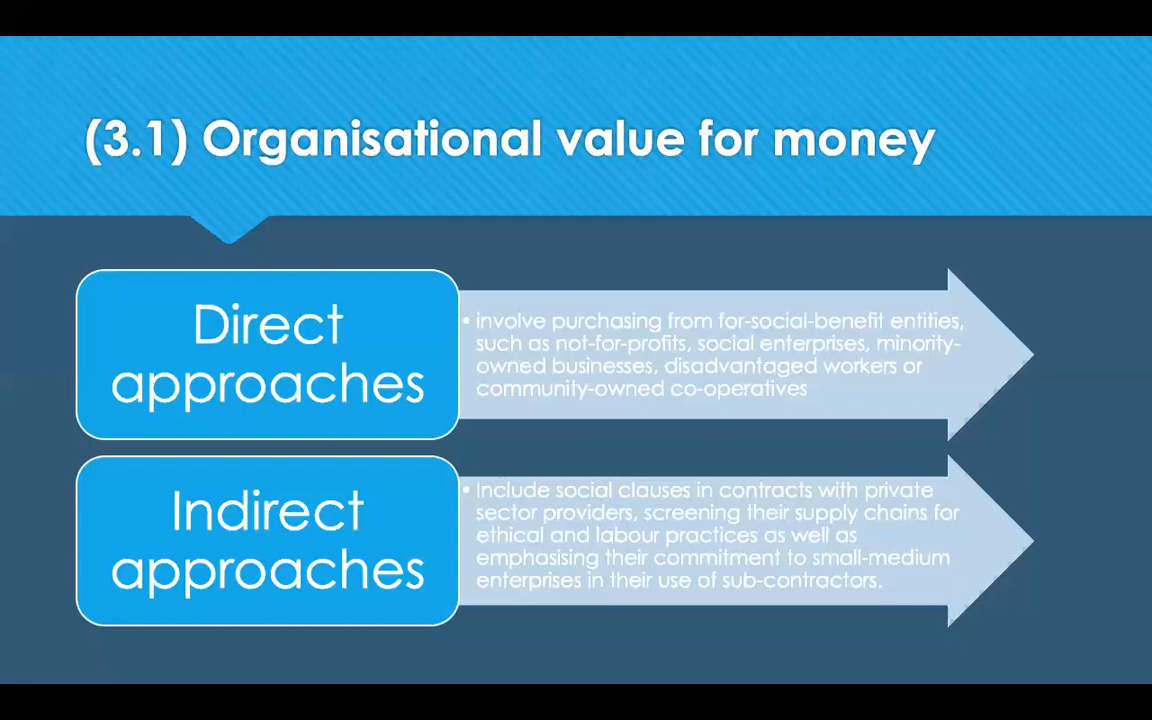 (3.1) Organisational value for money
Direct
approaches
• involve purchasing from for-social-benefit entities,
such as not-for-profits, social enterprises, minority-
owned businesses, disadvantaged workers or
community-owned co-operatives
Indirect
approaches
• Include social clauses in contracts with private
sector providers, screening their supply chains for
ethical and labour practices as well as
emphasising their commitment to small-medium
enterprises in their use of sub-contractors.